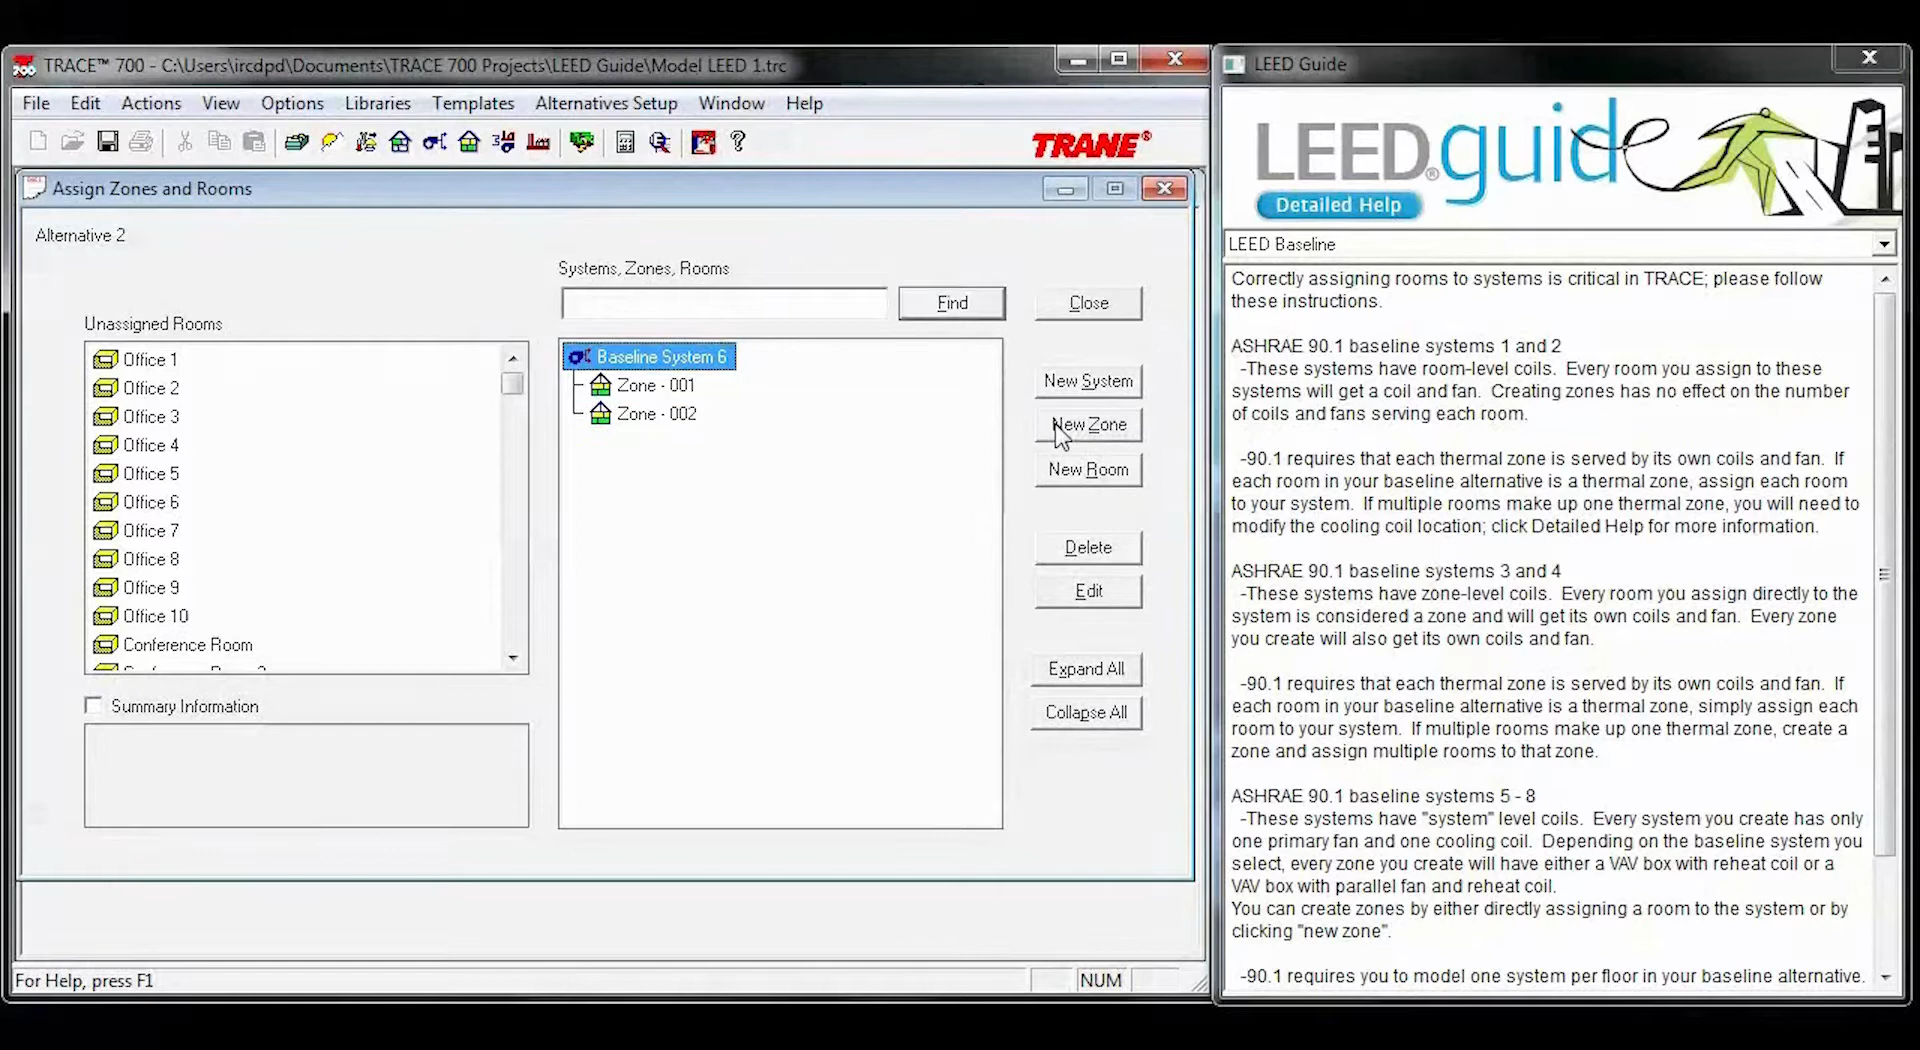 TRACE™ 700 - C:\Users\ircdpd\Documents\TRACE 700 Projects\LEED Guide\Model LEED 1.trc
File Edit Actions View Options Libraries Templates Alternatives Setup Window Help
TRANE®
Assign Zones and Rooms
Alternative 2
Systems, Zones, Rooms
Find
Close
Unassigned Rooms
Office 1
Office 2
Office 3
Office 4
Office 5
Office 6
Office 7
Office 8
Office 9
Office 10
Conference Room
Summary Information
Baseline System 6
Zone - 001
Zone - 002
New System
New Zone
New Room
Delete
Edit
Expand All
Collapse All
For Help, press F1
NUM
LEED Guide
LEED®guide
Detailed Help
LEED Baseline
Correctly assigning rooms to systems is critical in TRACE; please follow
these instructions.
ASHRAE 90.1 baseline systems 1 and 2
-These systems have room-level coils. Every room you assign to these
systems will get a coil and fan. Creating zones has no effect on the number
of coils and fans serving each room.
-90.1 requires that each thermal zone is served by its own coils and fan. If
each room in your baseline alternative is a thermal zone, assign each room
to your system. If multiple rooms make up one thermal zone, you will need to
modify the cooling coil location; click Detailed Help for more information.
ASHRAE 90.1 baseline systems 3 and 4
-These systems have zone-level coils. Every room you assign directly to the
system is considered a zone and will get its own coils and fan. Every zone
you create will also get its own coils and fan.
-90.1 requires that each thermal zone is served by its own coils and fan. If
each room in your baseline alternative is a thermal zone, simply assign each
room to your system. If multiple rooms make up one thermal zone, create a
zone and assign multiple rooms to that zone.
ASHRAE 90.1 baseline systems 5 - 8
-These systems have "system" level coils. Every system you create has only
one primary fan and one cooling coil. Depending on the baseline system you
select, every zone you create will have either a VAV box with reheat coil or a
VAV box with parallel fan and reheat coil.
You can create zones by either directly assigning a room to the system or by
clicking "new zone".
-90.1 requires you to model one system per floor in your baseline alternative.